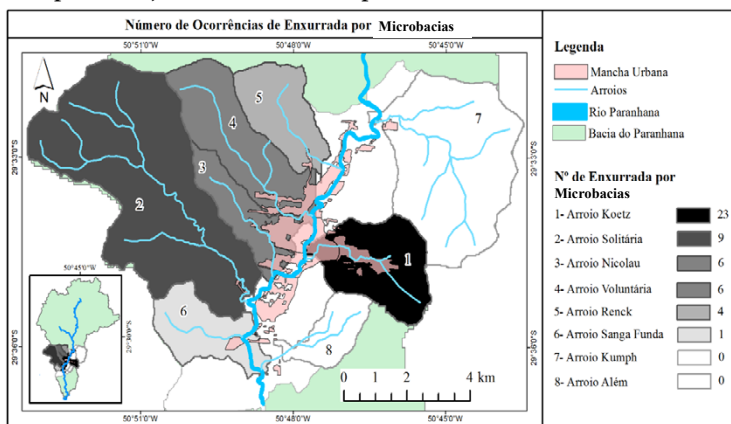 Número de Ocorrências de Enxurrada por Microbacias
50°51'0"W 50°48'0"W 50°45'0"W
N
29°33'0"S
29°33'0"S
29°36'0"S
29°36'0"S
1
2
3
4
5
6
7
8
50°45'0"W
29°30'0"S
0 1 2 4 km
50°51'0"W 50°48'0"W 50°45'0"W
Legenda
Mancha Urbana
Arroios
Rio Paranhana
Bacia do Paranhana
Nº de Enxurrada por
Microbacias
1- Arroio Koetz 23
2- Arroio Solitária 9
3- Arroio Nicolau 6
4- Arroio Voluntária 6
5- Arroio Renck 4
6- Arroio Sanga Funda 1
7- Arroio Kumph 0
8- Arroio Além 0